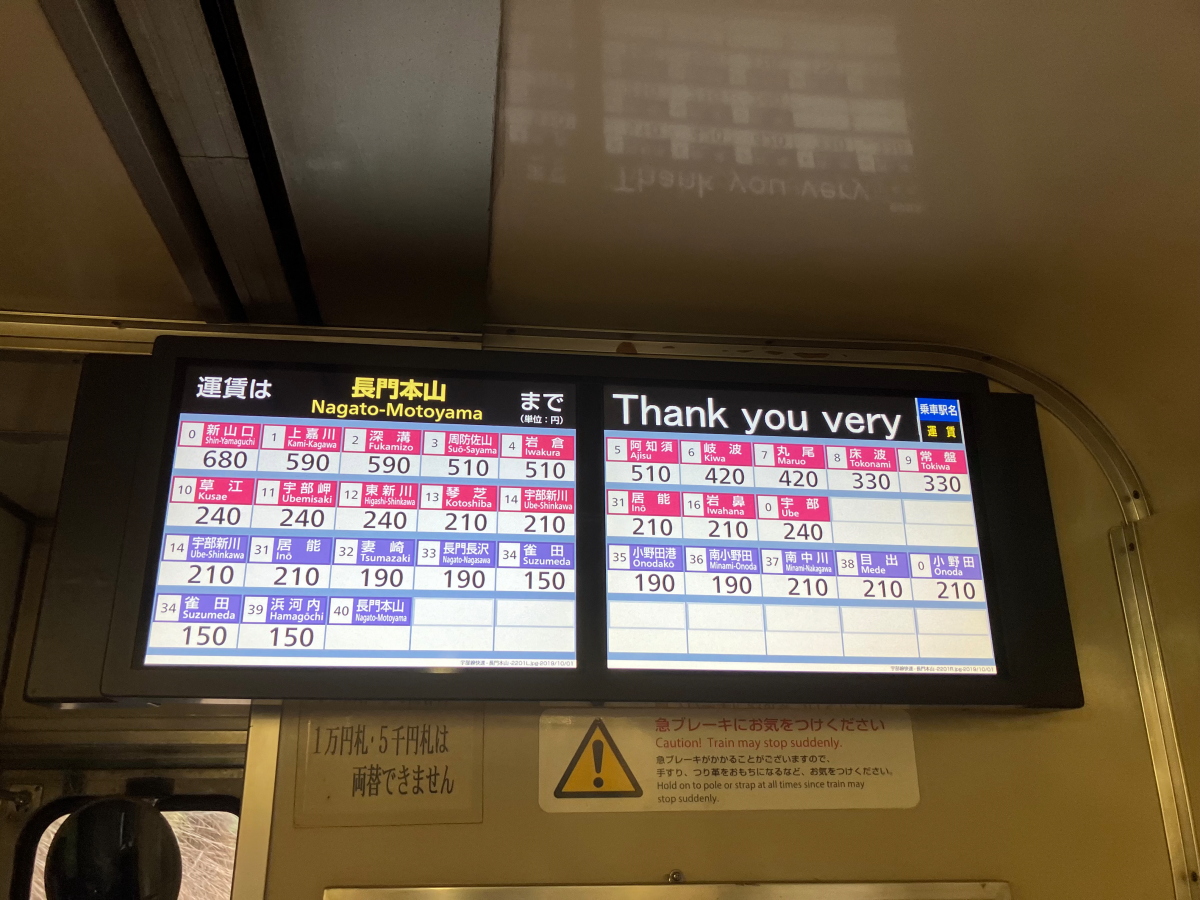 運賃は 長門本山 まで
Nagato-Motoyama (単位：円)
0 新山口 Shin-Yamaguchi 1 上嘉川 Kami-Kagawa 2 深溝 Fukamizo 3 周防佐山 Suō-Sayama 4 岩倉 Iwakura
680 590 590 510 510
10 草江 Kusae 11 宇部岬 Ubemisaki 12 東新川 Higashi-Shinkawa 13 琴芝 Kotoshiba 14 宇部新川 Ube-Shinkawa
240 240 240 210 210
14 宇部新川 Ube-Shinkawa 31 居能 Inō 32 妻崎 Tsumazaki 33 長門長沢 Nagato-Nagasawa 34 雀田 Suzumeda
210 210 190 190 150
34 雀田 Suzumeda 39 浜河内 Hamagōchi 40 長門本山 Nagato-Motoyama
150 150
Thank you very 乗車駅名
運賃
5 阿知須 Ajisu 6 岐波 Kiwa 7 丸尾 Maruo 8 床波 Tokonami 9 常盤 Tokiwa
510 420 420 330 330
31 居能 Inō 16 岩鼻 Iwahana 0 宇部 Ube
210 210 240
35 小野田港 Onodakō 36 南小野田 Minami-Onoda 37 南中川 Minami-Nakagawa 38 目出 Mede 0 小野田 Onoda
190 190 210 210 210
1万円札・5千円札は
両替できません
急ブレーキにお気をつけください
Caution! Train may stop suddenly.
急ブレーキがかかることがございますので、
手すり、つり革をおもちになるなど、お気をつけください。
Hold on to pole or strap at all times since train may
stop suddenly.